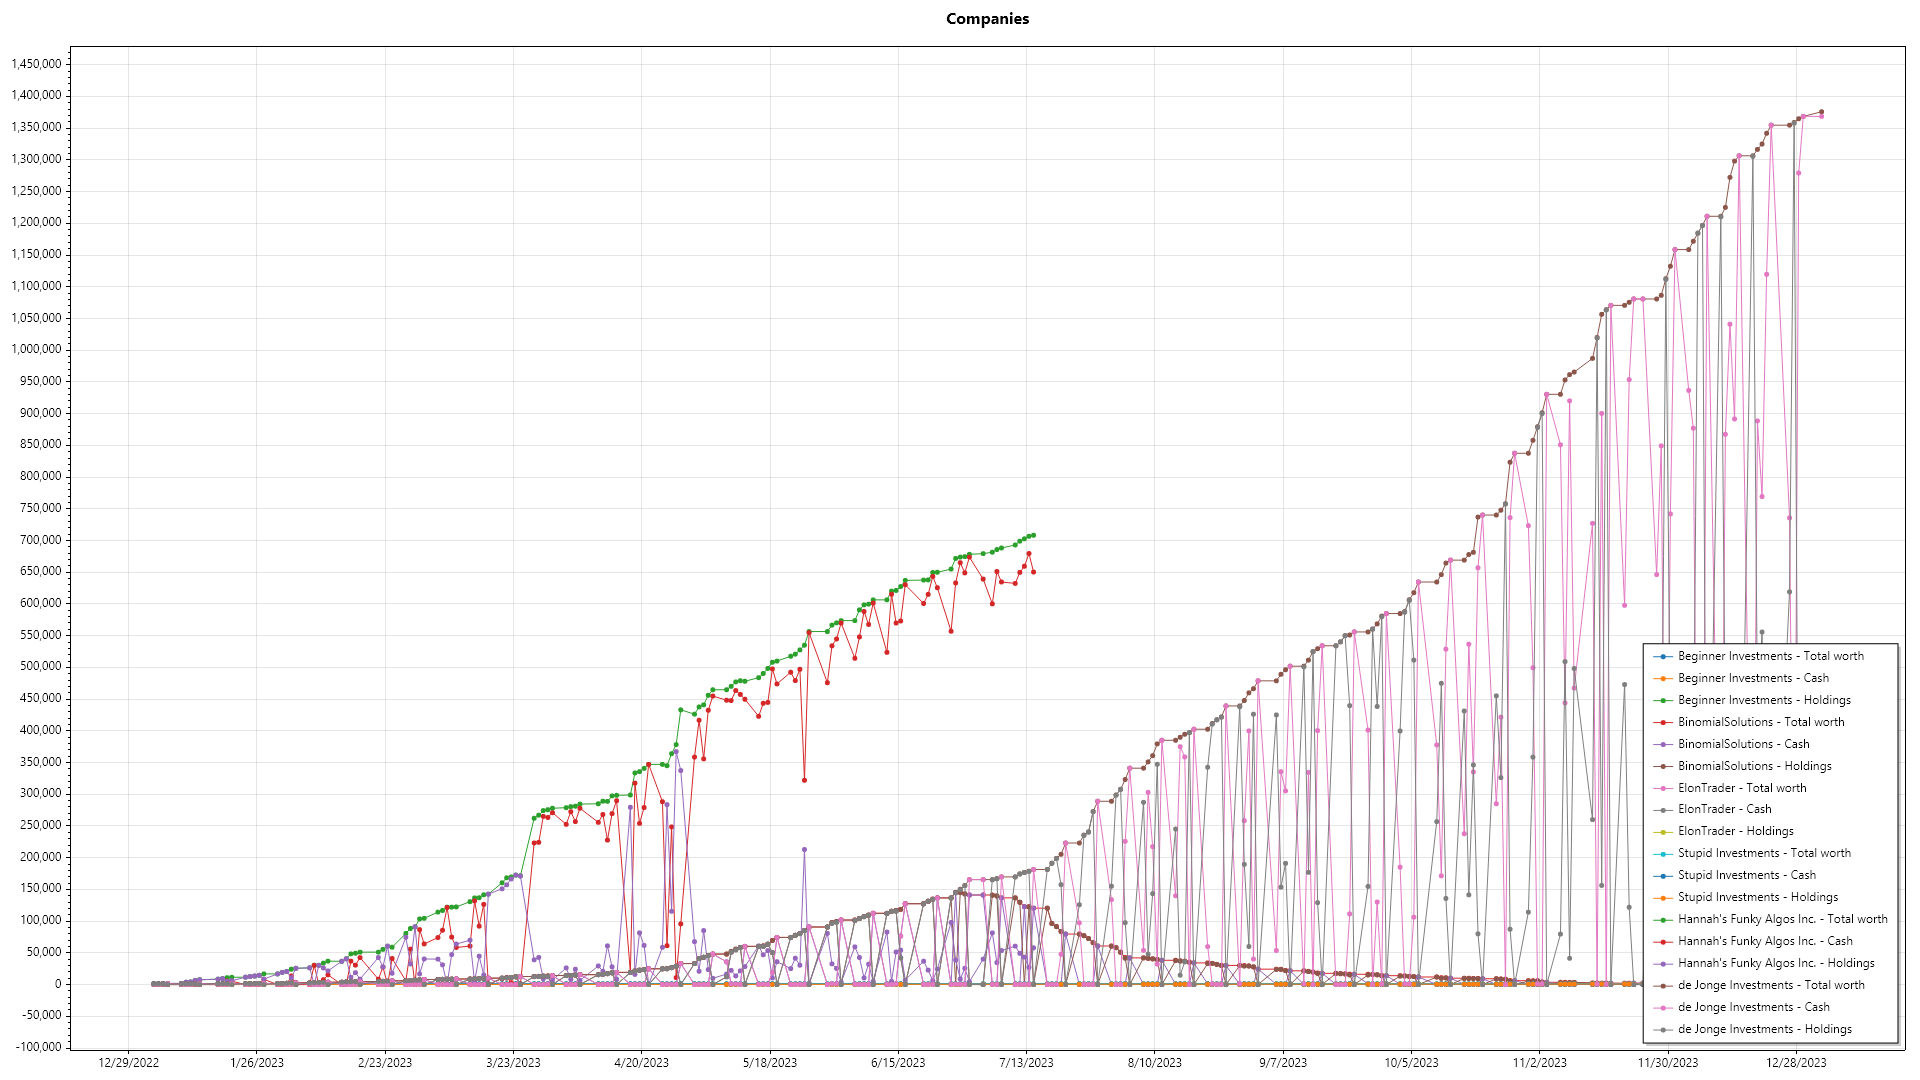 Companies
1,450,000
1,400,000
1,350,000
1,300,000
1,250,000
1,200,000
1,150,000
1,100,000
1,050,000
1,000,000
950,000
900,000
850,000
800,000
750,000
700,000
650,000
600,000
550,000
500,000
450,000
400,000
350,000
300,000
250,000
200,000
150,000
100,000
50,000
0
-50,000
-100,000
Beginner Investments - Total worth
Beginner Investments - Cash
Beginner Investments - Holdings
BinomialSolutions - Total worth
BinomialSolutions - Cash
BinomialSolutions - Holdings
ElonTrader - Total worth
ElonTrader - Cash
ElonTrader - Holdings
Stupid Investments - Total worth
Stupid Investments - Cash
Stupid Investments - Holdings
Hannah's Funky Algos Inc. - Total worth
Hannah's Funky Algos Inc. - Cash
Hannah's Funky Algos Inc. - Holdings
de Jonge Investments - Total worth
de Jonge Investments - Cash
de Jonge Investments - Holdings
12/29/2022 1/26/2023 2/23/2023 3/23/2023 4/20/2023 5/18/2023 6/15/2023 7/13/2023 8/10/2023 9/7/2023 10/5/2023 11/2/2023 11/30/2023 12/28/2023